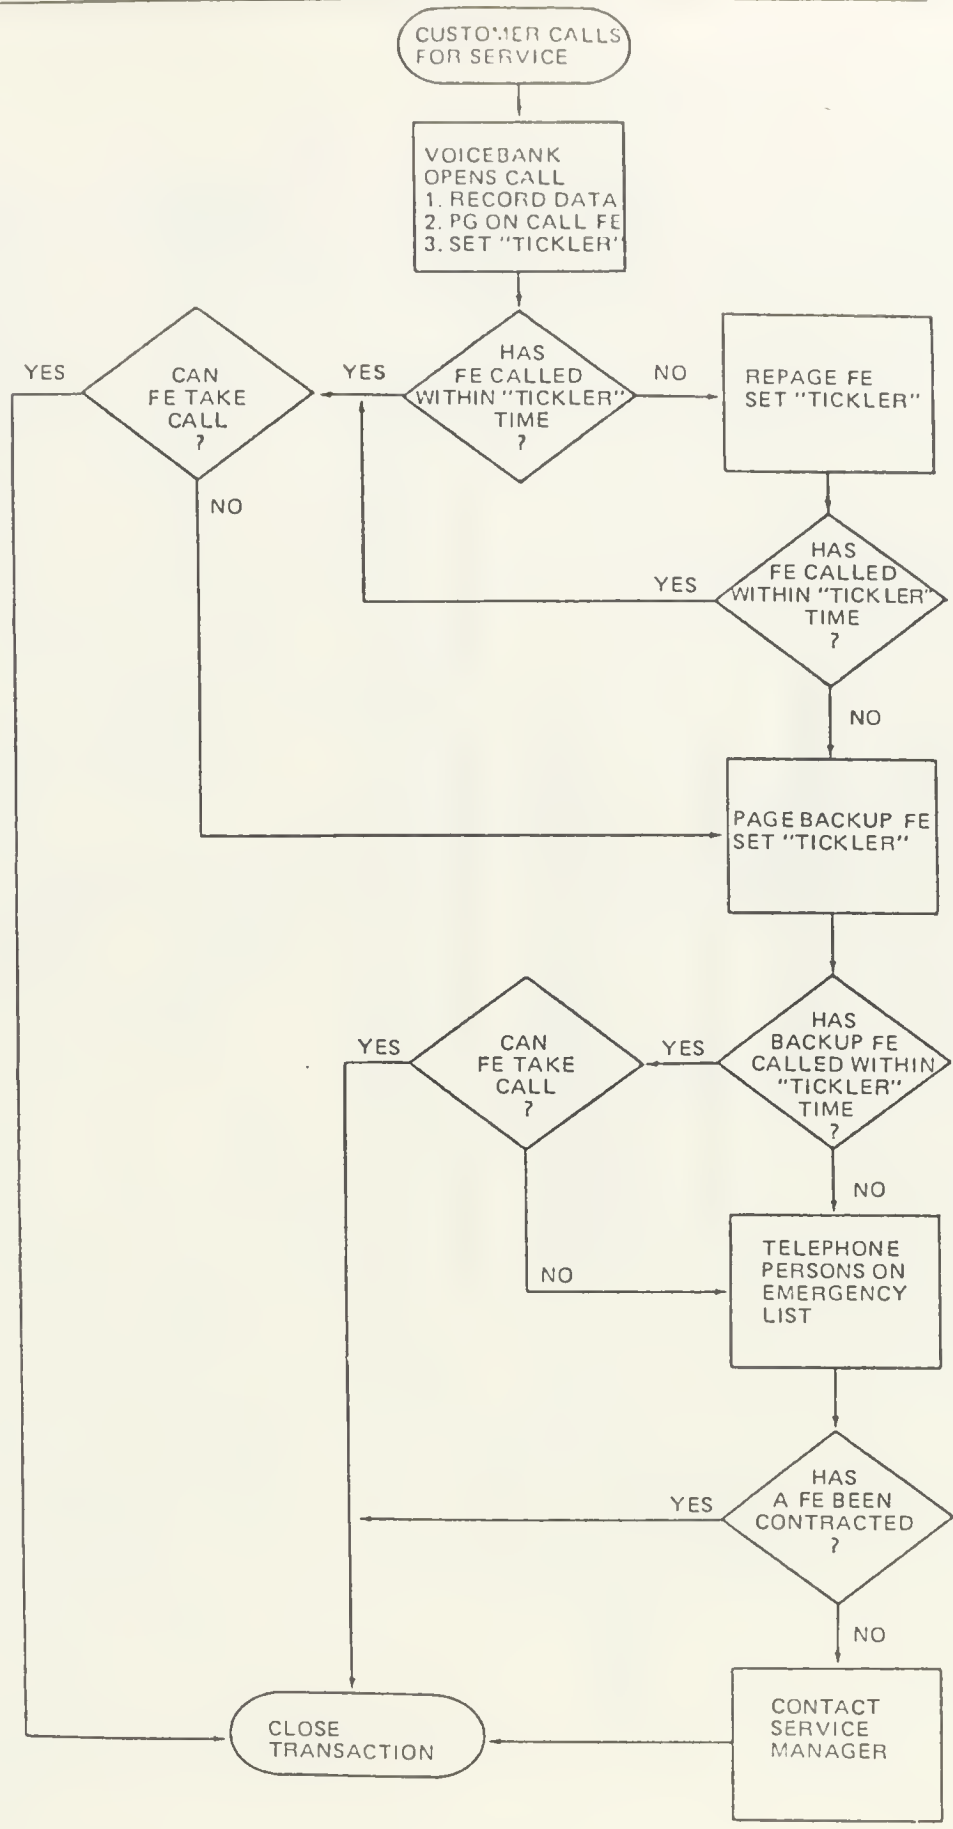 CUSTOMER CALLS
FOR SERVICE
VOICEBANK
OPENS CALL
1. RECORD DATA
2. PG ON CALL FE
3. SET "TICKLER"
YES
CAN
FE TAKE
CALL
?
YES
HAS
FE CALLED
WITHIN "TICKLER"
TIME
?
NO
REPAGE FE
SET "TICKLER"
NO
YES
HAS
FE CALLED
WITHIN "TICKLER"
TIME
?
NO
PAGE BACKUP FE
SET "TICKLER"
YES
CAN
FE TAKE
CALL
?
YES
HAS
BACKUP FE
CALLED WITHIN
"TICKLER"
TIME
?
NO
NO
TELEPHONE
PERSONS ON
EMERGENCY
LIST
YES
HAS
A FE BEEN
CONTRACTED
?
NO
CLOSE
TRANSACTION
CONTACT
SERVICE
MANAGER